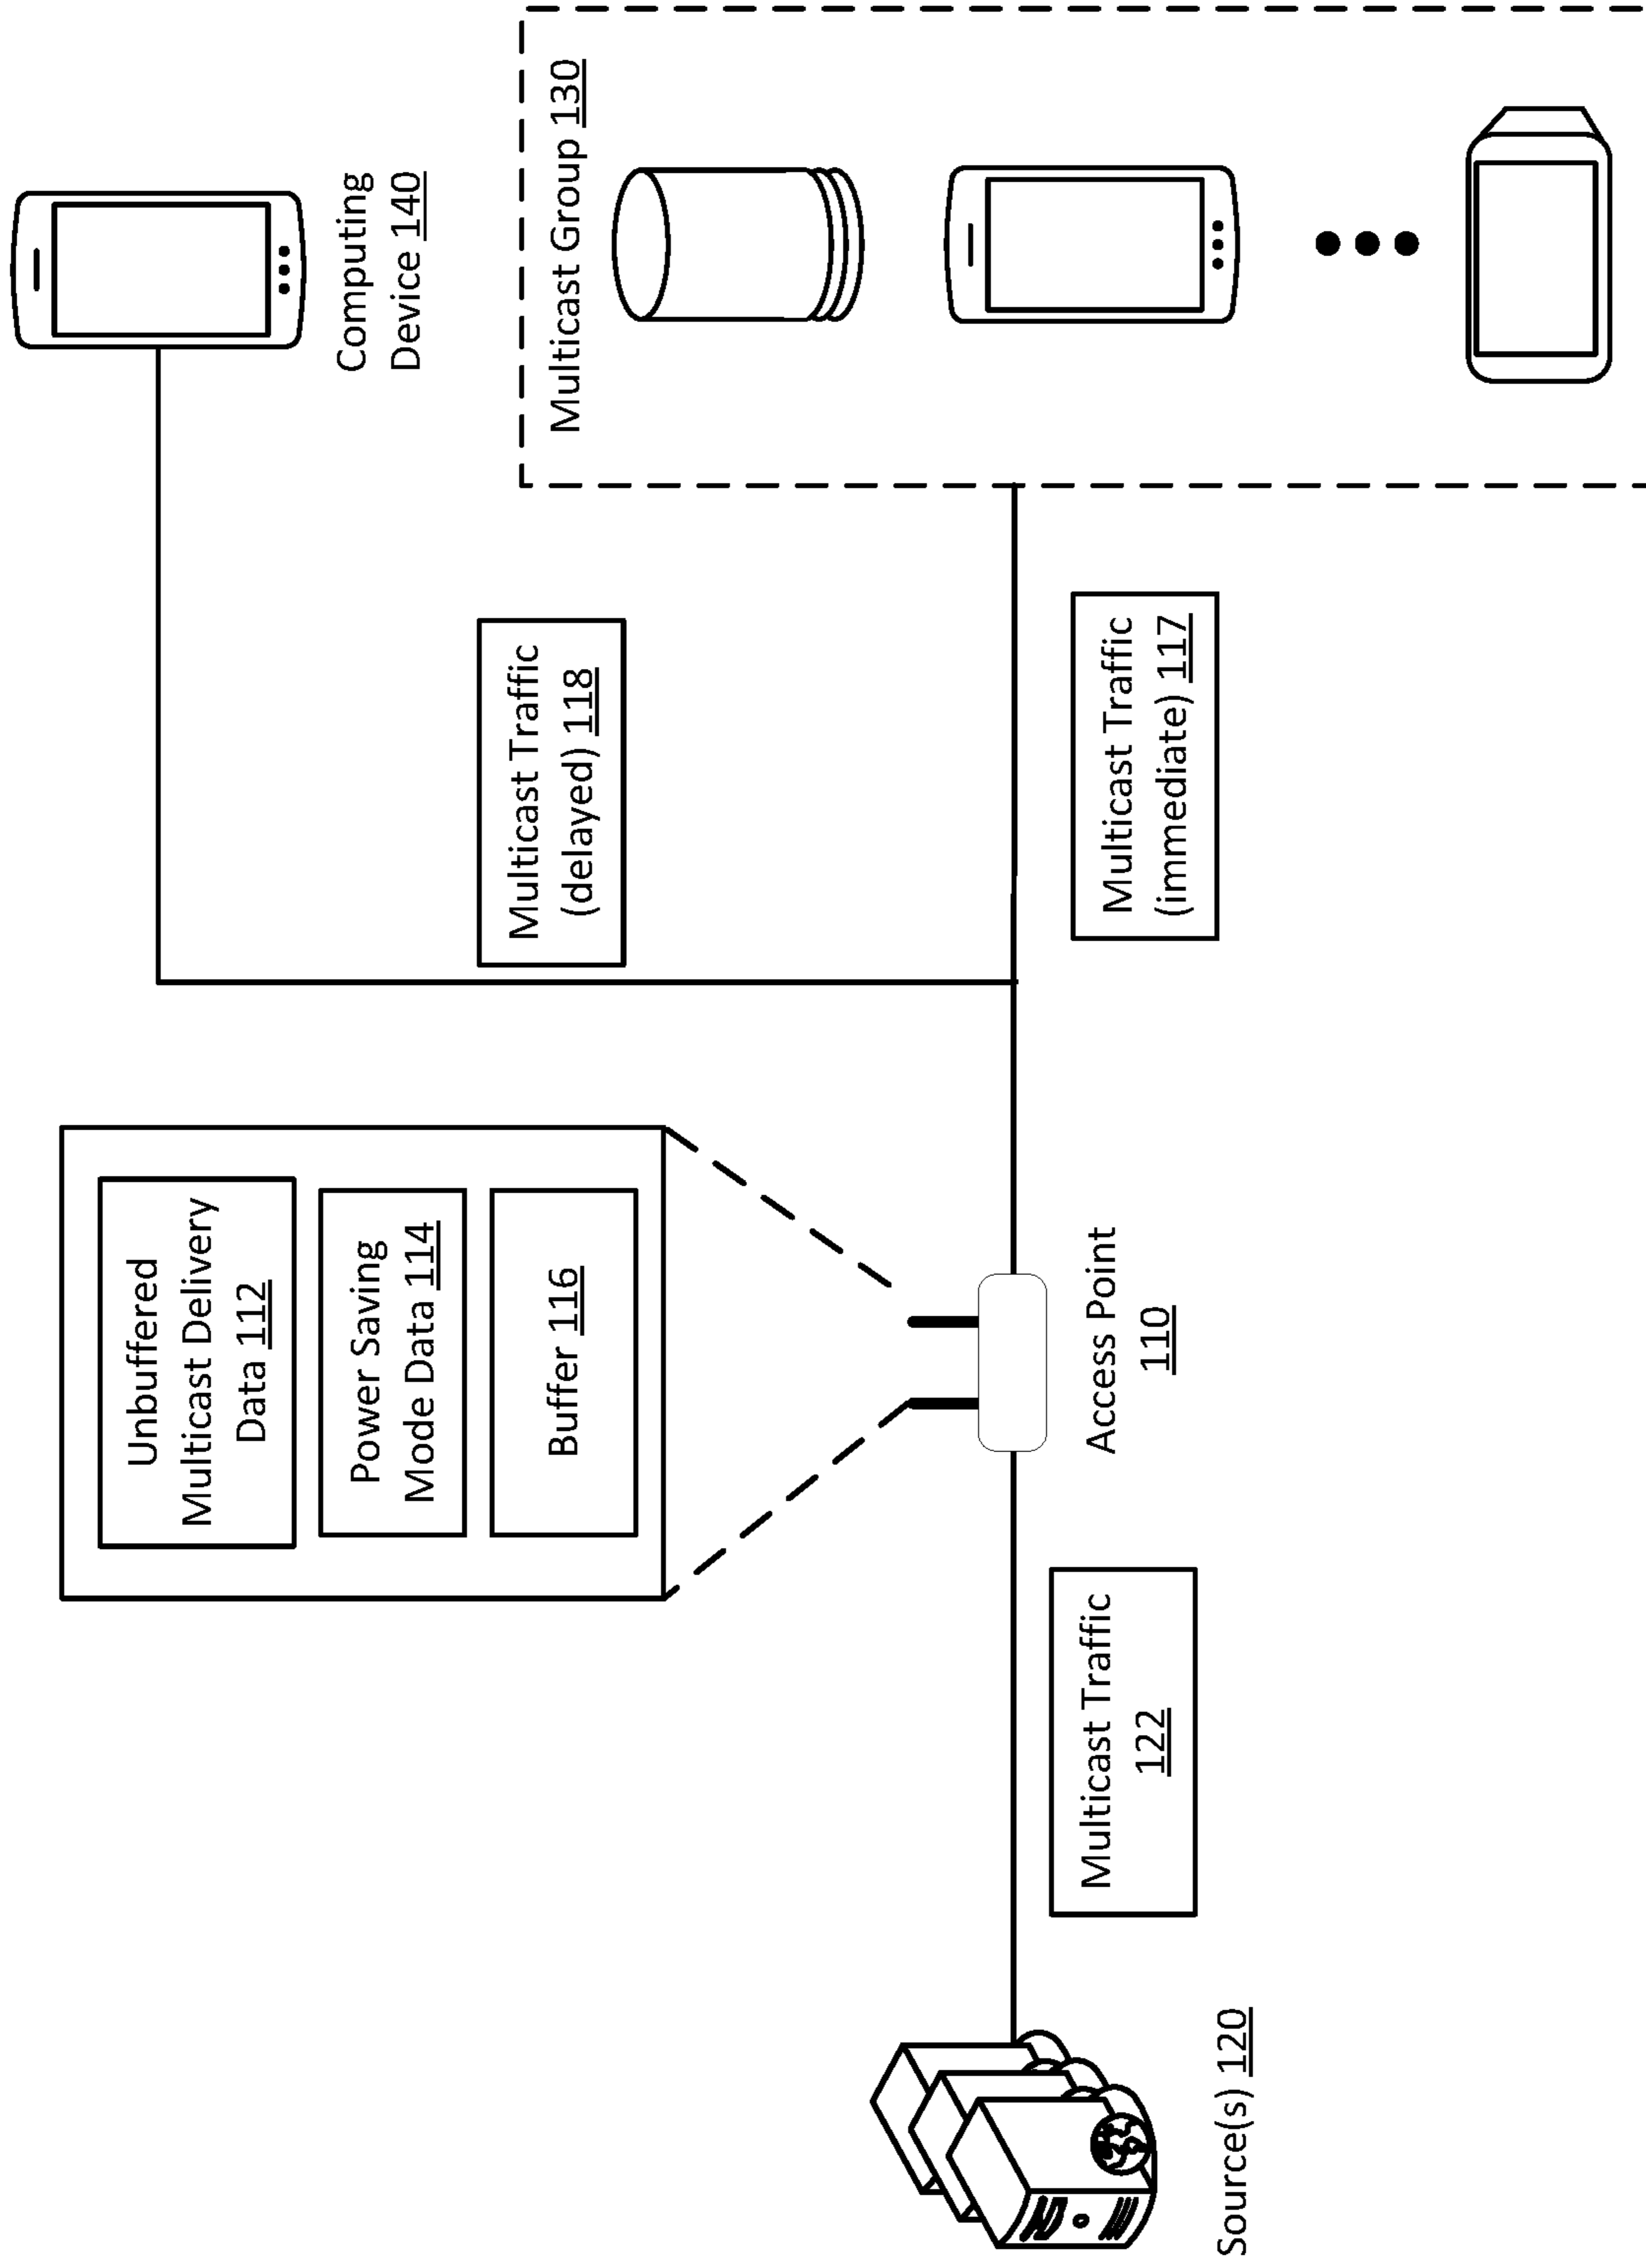 Unbuffered
Multicast Delivery
Data 112
Power Saving
Mode Data 114
Buffer 116
Computing
Device 140
Multicast Group 130
Multicast Traffic
(delayed) 118
Multicast Traffic
(immediate) 117
Access Point
110
Multicast Traffic
122
Source(s) 120